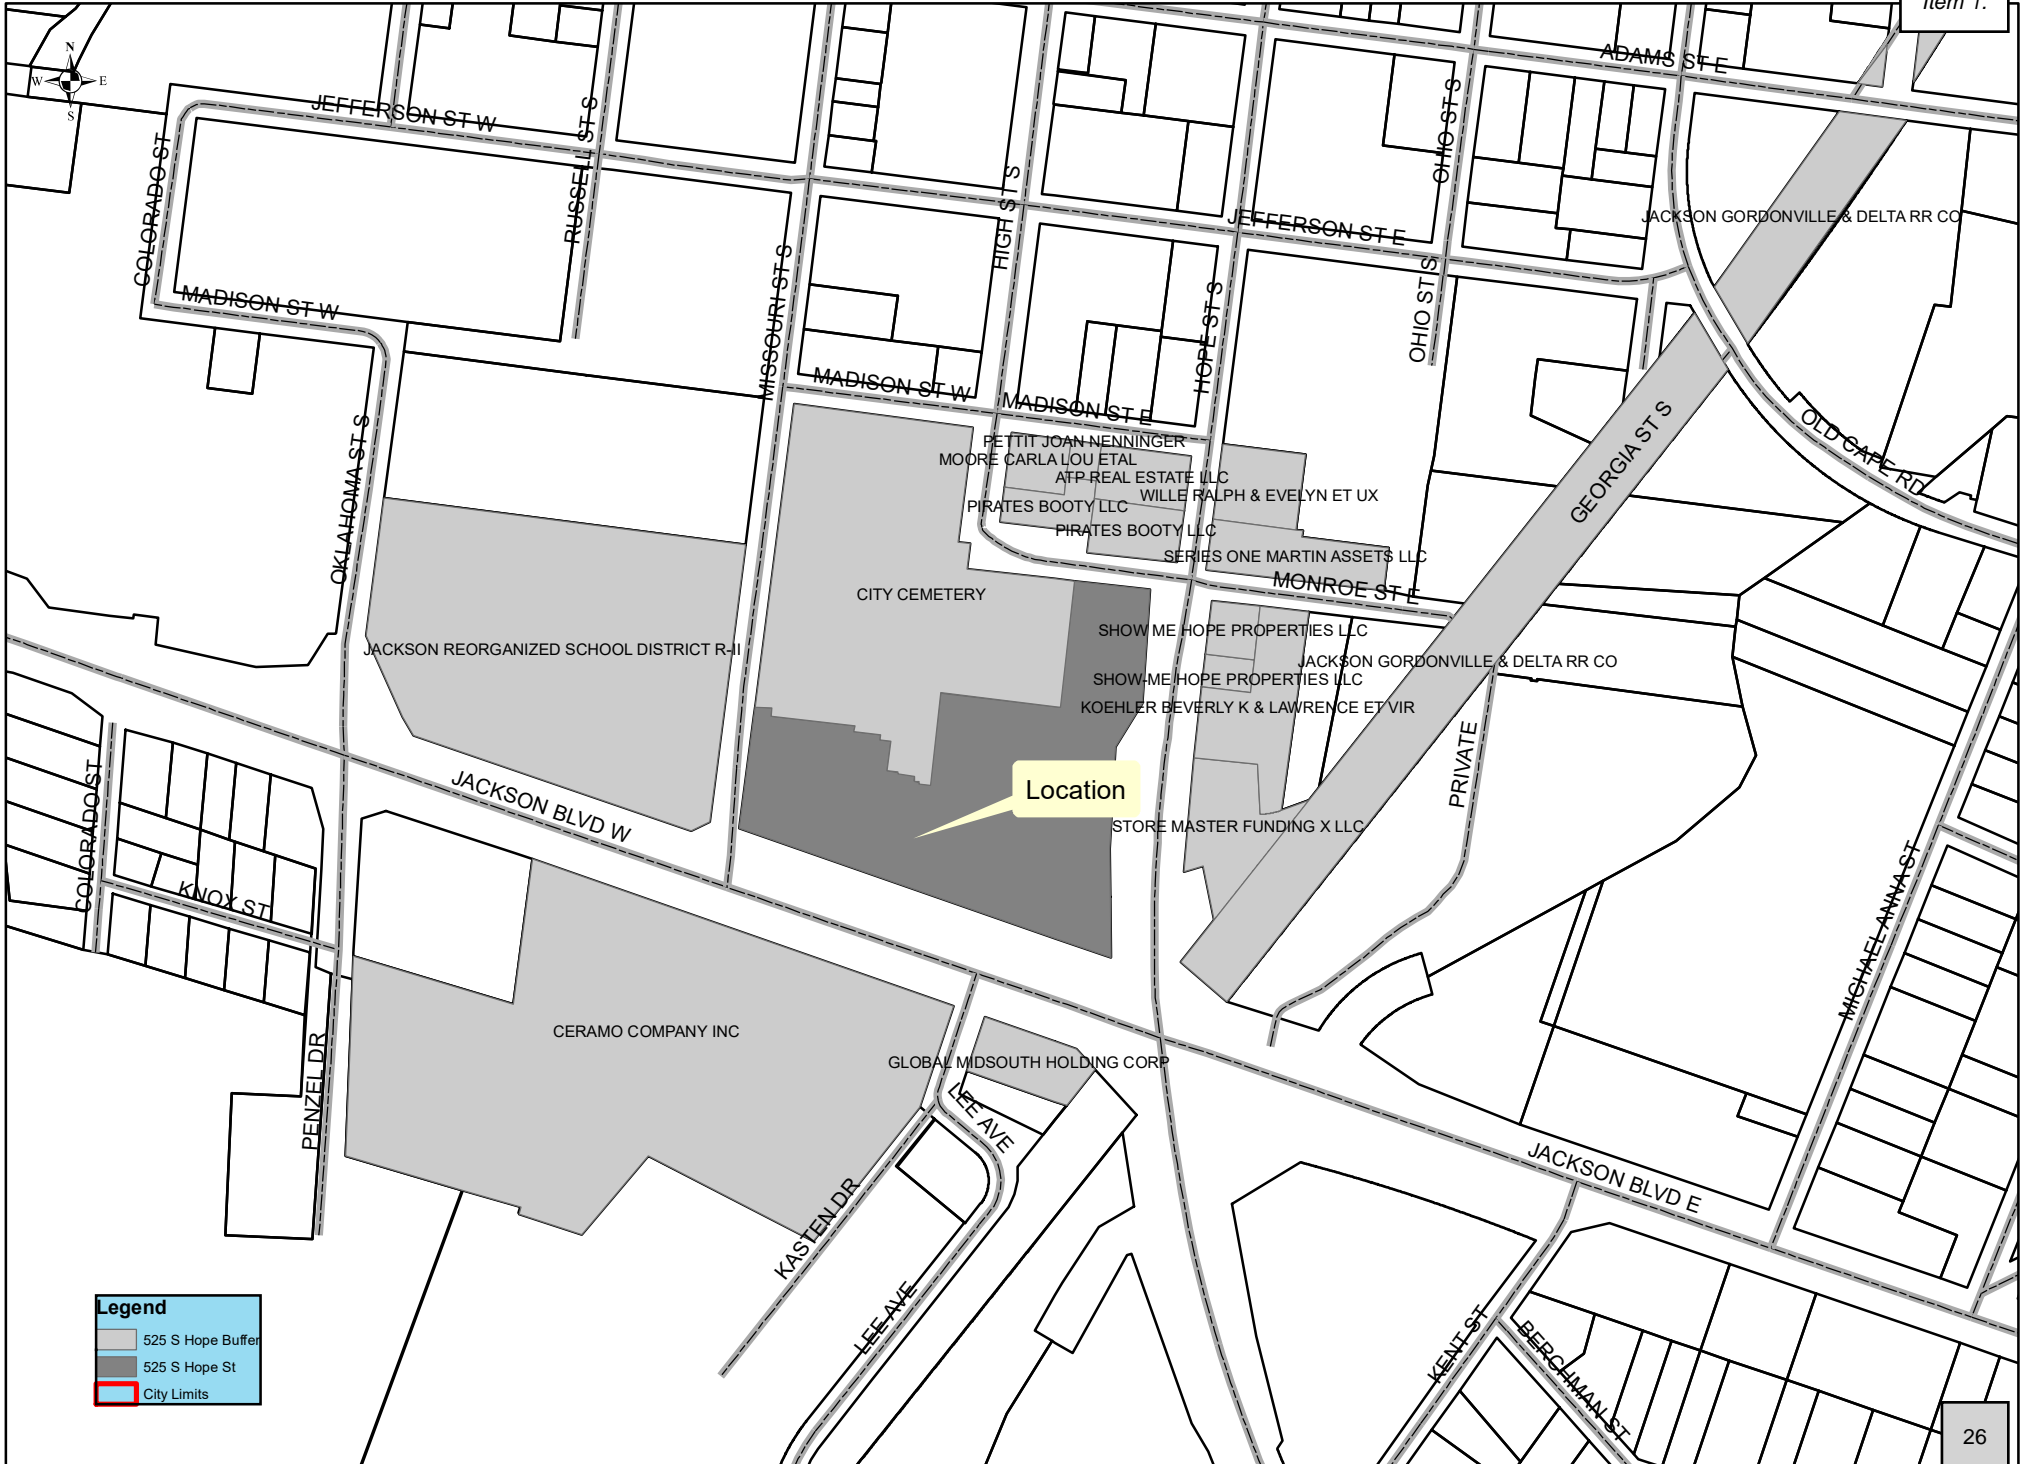 Item 1.
N
W E
S
ADAMS ST E
JEFFERSON ST W
COLORADO ST
RUSSELL ST S
OHIO ST S
HIGH ST S
JEFFERSON ST E
JACKSON GORDONVILLE & DELTA RR CO
MISSOURI ST S
MADISON ST W
HOPE ST S
OHIO ST S
MADISON ST W
MADISON ST E
GEORGIA ST S
OLD CAPE RD
OKLAHOMA ST S
PETTIT JOAN NENNINGER
MOORE CARLA LOU ETAL
ATP REAL ESTATE LLC
WILLE RALPH & EVELYN ET UX
PIRATES BOOTY LLC
PIRATES BOOTY LLC
SERIES ONE MARTIN ASSETS LLC
MONROE ST E
CITY CEMETERY
SHOW ME HOPE PROPERTIES LLC
JACKSON REORGANIZED SCHOOL DISTRICT R-II
JACKSON GORDONVILLE & DELTA RR CO
SHOW-ME HOPE PROPERTIES LLC
KOEHLER BEVERLY K & LAWRENCE ET VIR
PRIVATE
Location
JACKSON BLVD W
STORE MASTER FUNDING X LLC
COLORADO ST
KNOX ST
MICHAEL ANNA ST
CERAMO COMPANY INC
GLOBAL MIDSOUTH HOLDING CORP
PENZEL DR
LEE AVE
JACKSON BLVD E
KASTEN DR
LEE AVE
KENT ST
BERCHMAN ST
Legend
525 S Hope Buffer
525 S Hope St
City Limits
26